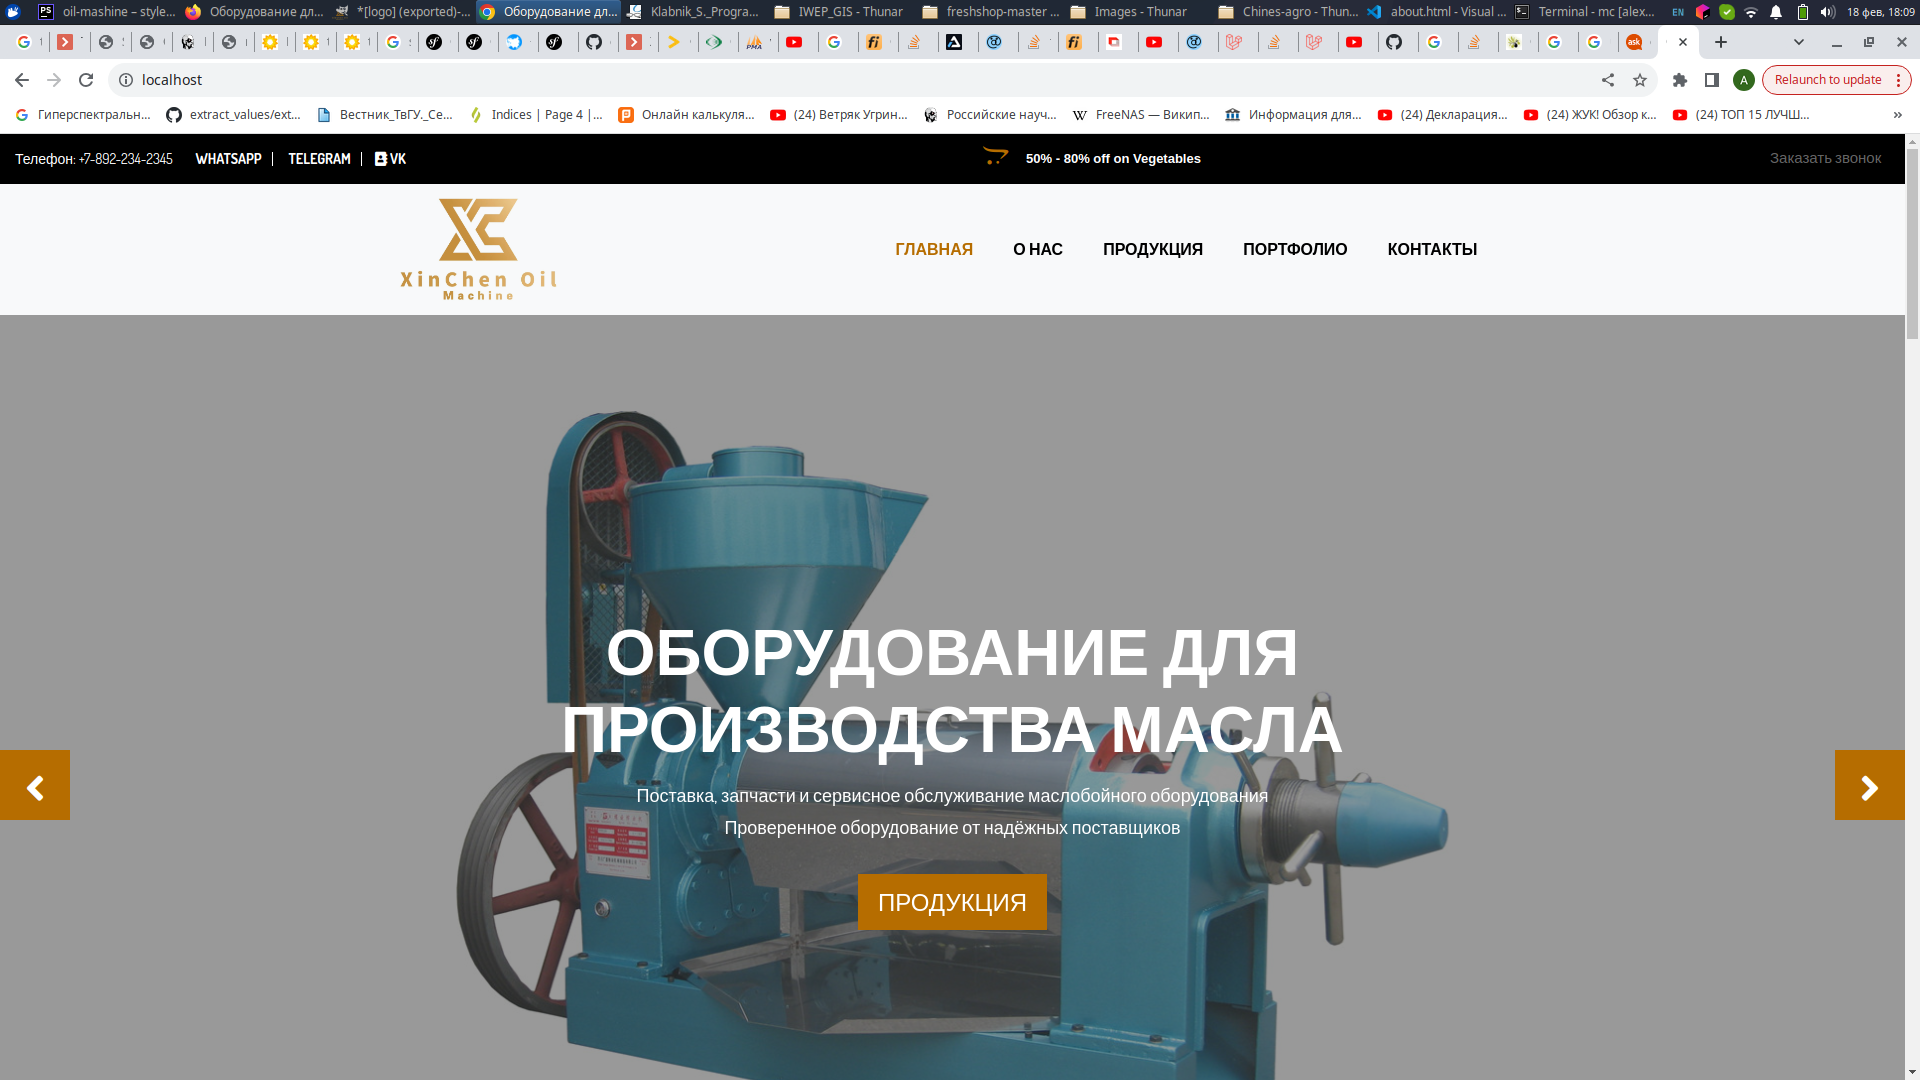 oil-mashine – style...
Оборудование дл...
*[logo] (exported)-...
Оборудование дл...
Klabnik_S._Progra...
IWEP_GIS - Thunar
freshshop-master ...
Images - Thunar
Chines-agro - Thun...
about.html - Visual ...
Terminal - mc [alex...
EN
18 фев, 18:09
localhost
A
Relaunch to update
Гиперспектральн...
extract_values/ext...
Вестник_ТвГУ._Се...
Indices | Page 4 |...
Онлайн калькуля...
(24) Ветряк Угрин...
Российские науч...
FreeNAS — Викип...
Информация для...
(24) Декларация...
(24) ЖУК! Обзор к...
(24) ТОП 15 ЛУЧШ...
Телефон: +7-892-234-2345
WHATSAPP
TELEGRAM
VK
50% - 80% off on Vegetables
Заказать звонок
XinChen Oil
Machine
ГЛАВНАЯ
О НАС
ПРОДУКЦИЯ
ПОРТФОЛИО
КОНТАКТЫ
ОБОРУДОВАНИЕ ДЛЯ
ПРОИЗВОДСТВА МАСЛА
Поставка, запчасти и сервисное обслуживание маслобойного оборудования
Проверенное оборудование от надёжных поставщиков
ПРОДУКЦИЯ